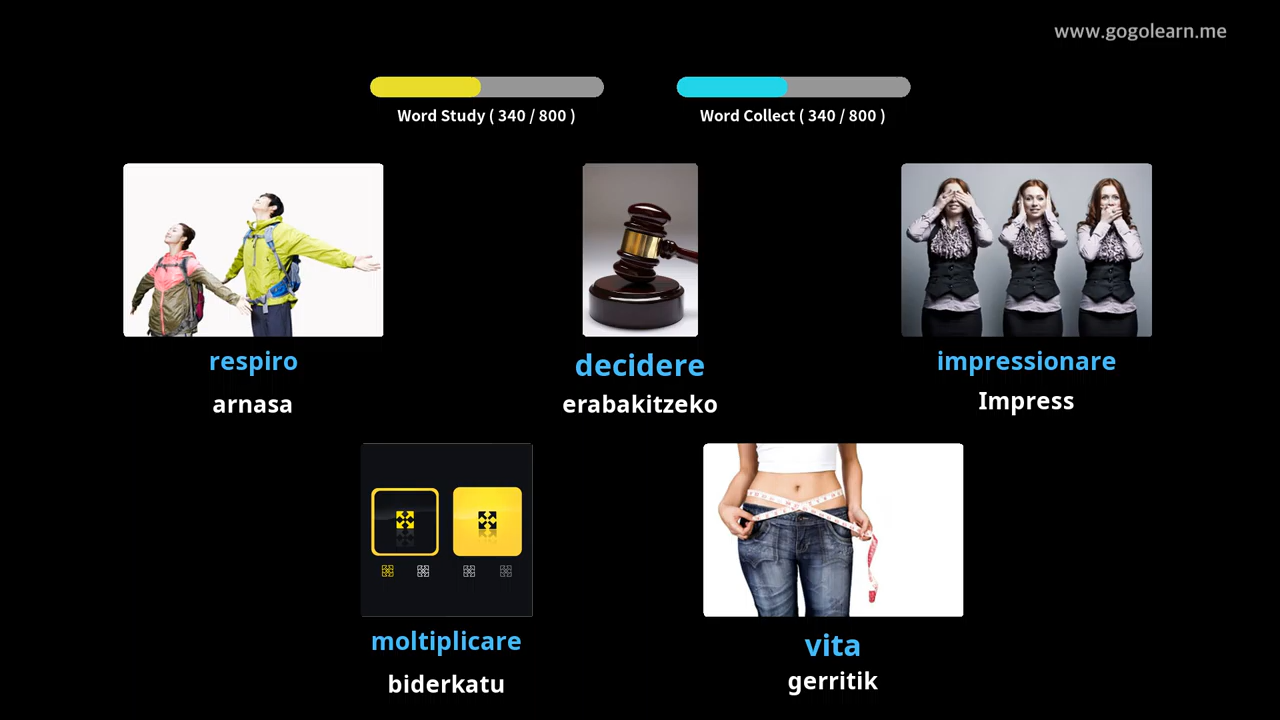 www.gogolearn.me
Word Study ( 340 / 800 )
Word Collect ( 340 / 800 )
respiro
arnasa
decidere
erabakitzeko
impressionare
Impress
moltiplicare
biderkatu
vita
gerritik